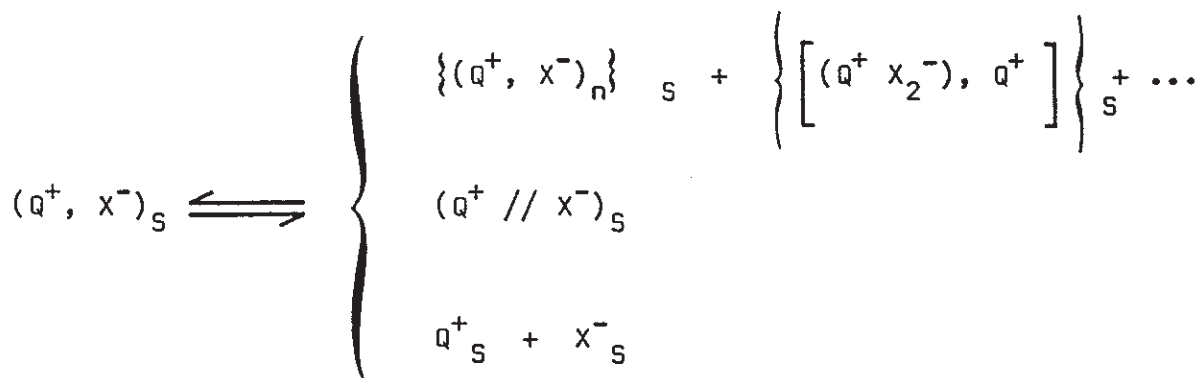 {(Q⁺, X⁻)ₙ} S + {[(Q⁺ X₂⁻), Q⁺]}S + ...
(Q⁺, X⁻)S ⇌ { (Q⁺ // X⁻)S
Q⁺S + X⁻S